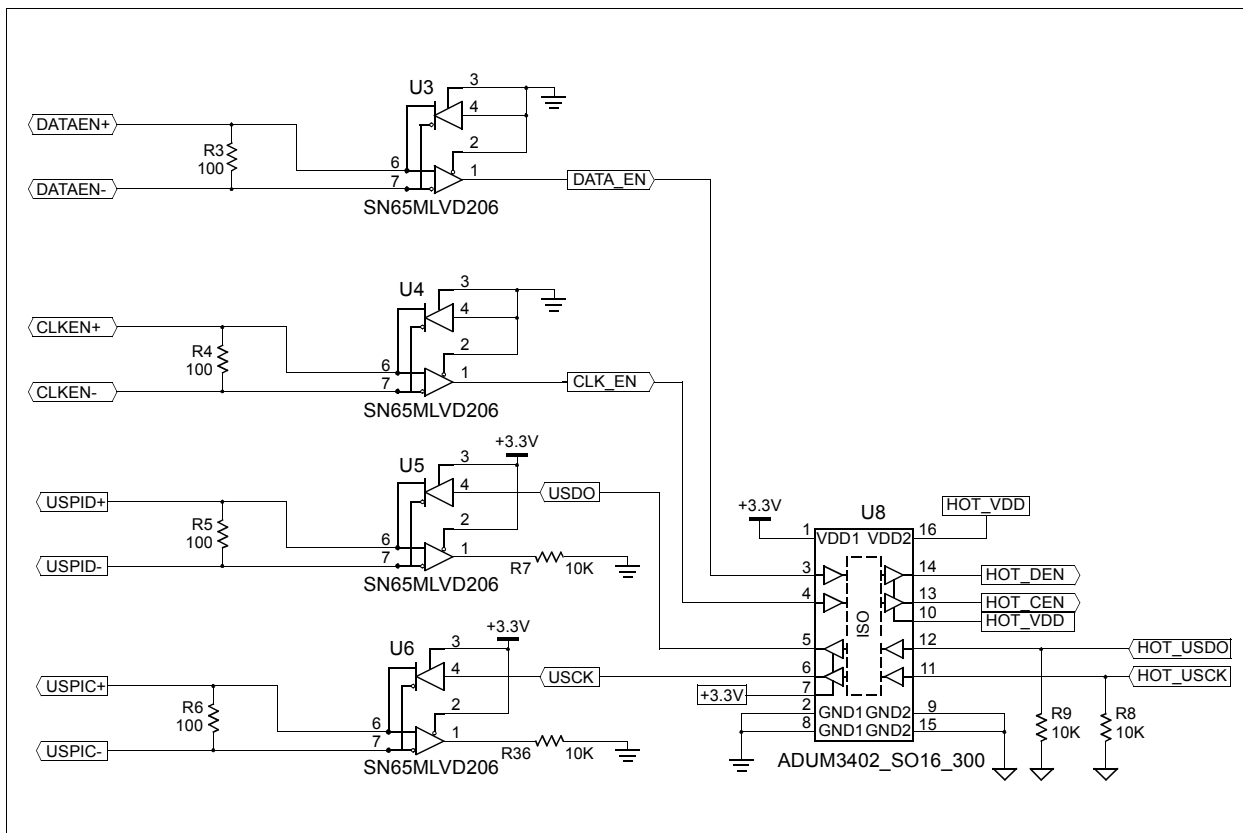 U3
3
4
2
DATAEN+
R3
100
6
7
1
DATA_EN
DATAEN-
SN65MLVD206
U4
3
4
2
CLKEN+
R4
100
6
7
1
CLK_EN
CLKEN-
SN65MLVD206
+3.3V
U5
3
4
USDO
2
USPID+
R5
100
6
7
1
R7
10K
USPID-
SN65MLVD206
+3.3V
U6
3
4
USCK
2
USPIC+
R6
100
6
7
1
R36
10K
USPIC-
SN65MLVD206
U8
HOT_VDD
+3.3V
1
VDD1 VDD2
16
3
14
HOT_DEN
4
13
HOT_CEN
10
HOT_VDD
ISO
5
12
HOT_USDO
6
11
HOT_USCK
+3.3V
7
2
GND1 GND2
9
8
GND1 GND2
15
R9
10K
R8
10K
ADUM3402_SO16_300